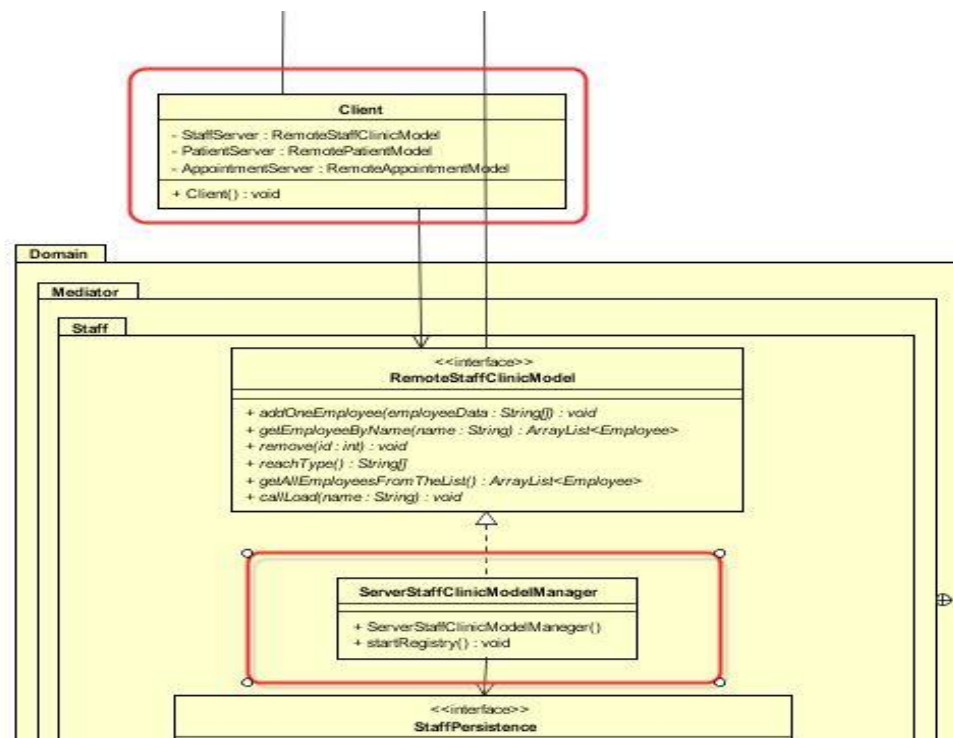 Client
- StaffServer : RemoteStaffClinicModel
- PatientServer : RemotePatientModel
- AppointmentServer : RemoteAppointmentModel
+ Client() : void
Domain
Mediator
Staff
<<interface>>
RemoteStaffClinicModel
+ addOneEmployee(employeeData : String[]) : void
+ getEmployeeByName(name : String) : ArrayList<Employee>
+ remove(id : int) : void
+ reachType() : String[]
+ getAllEmployeesFromTheList() : ArrayList<Employee>
+ callLoad(name : String) : void
ServerStaffClinicModelManager
+ ServerStaffClinicModelManeger()
+ startRegistry() : void
<<interface>>
StaffPersistence